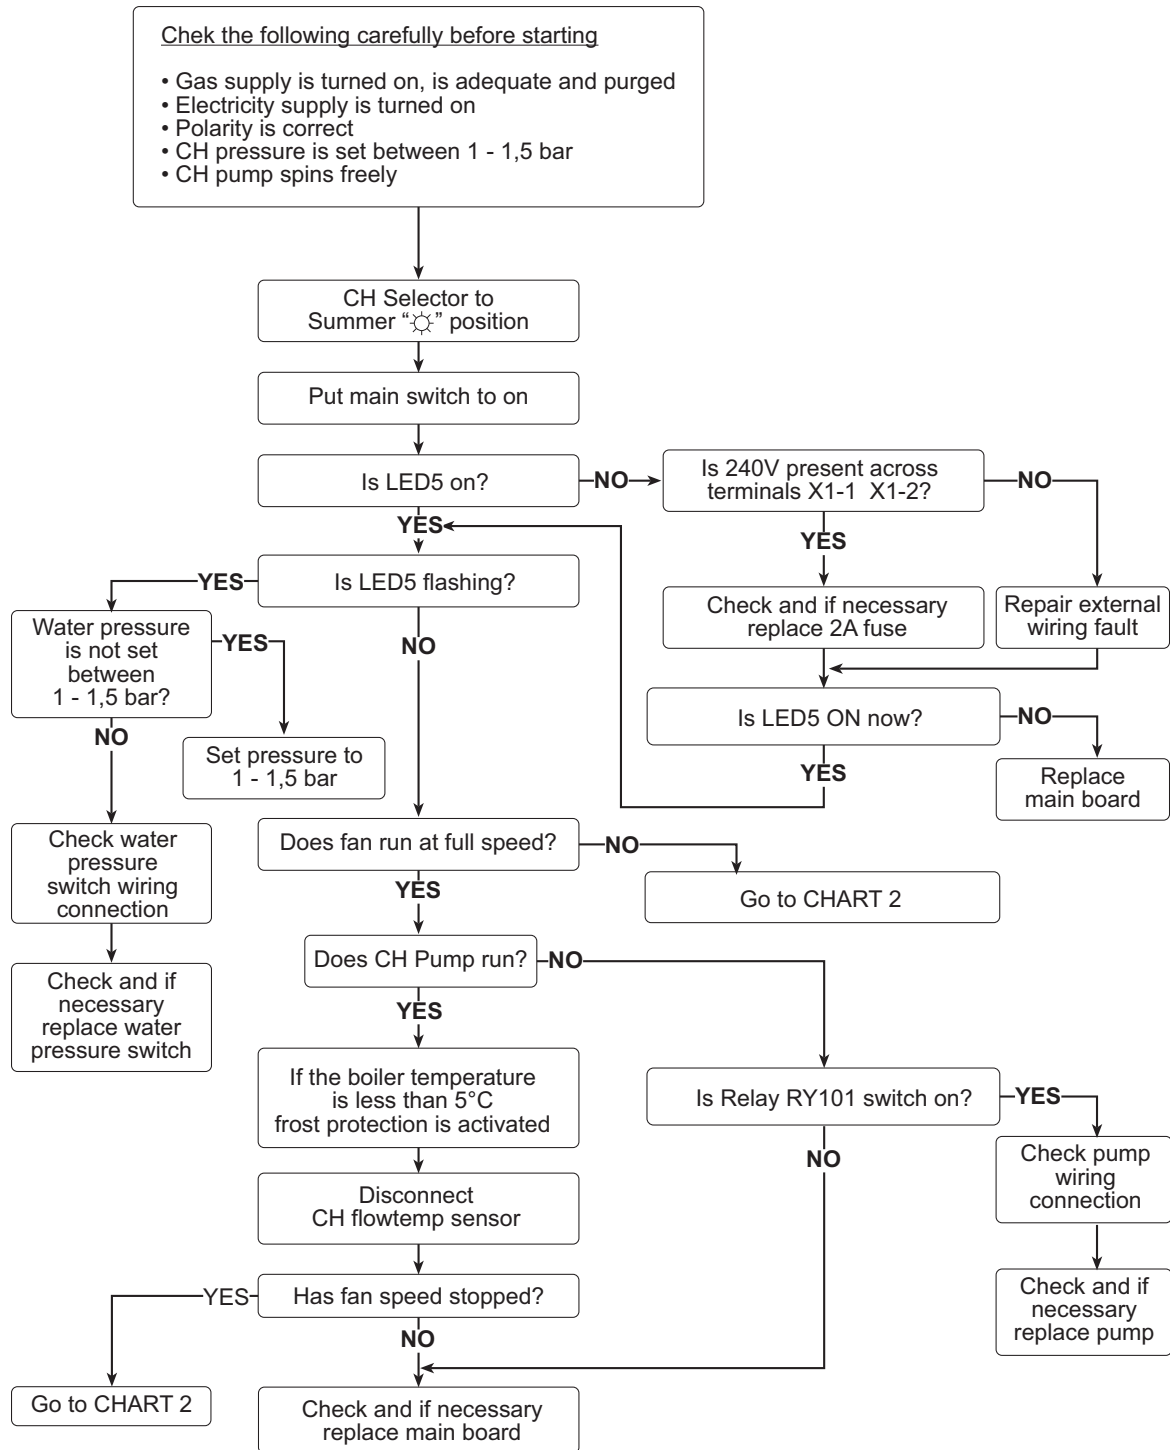 Chek the following carefully before starting
• Gas supply is turned on, is adequate and purged
• Electricity supply is turned on
• Polarity is correct
• CH pressure is set between 1 - 1,5 bar
• CH pump spins freely
CH Selector to
Summer “☼” position
Put main switch to on
Is LED5 on?
NO
Is 240V present across
terminals X1-1 X1-2?
NO
YES
YES
Is LED5 flashing?
YES
Check and if necessary
replace 2A fuse
Repair external
wiring fault
Water pressure
is not set
between
1 - 1,5 bar?
YES
NO
NO
Set pressure to
1 - 1,5 bar
Is LED5 ON now?
NO
YES
Replace
main board
Check water
pressure
switch wiring
connection
Does fan run at full speed?
NO
YES
Go to CHART 2
Does CH Pump run?
NO
YES
Check and if
necessary
replace water
pressure switch
If the boiler temperature
is less than 5°C
frost protection is activated
Is Relay RY101 switch on?
YES
NO
Check pump
wiring
connection
Disconnect
CH flowtemp sensor
Has fan speed stopped?
YES
NO
Check and if
necessary
replace pump
Go to CHART 2
Check and if necessary
replace main board